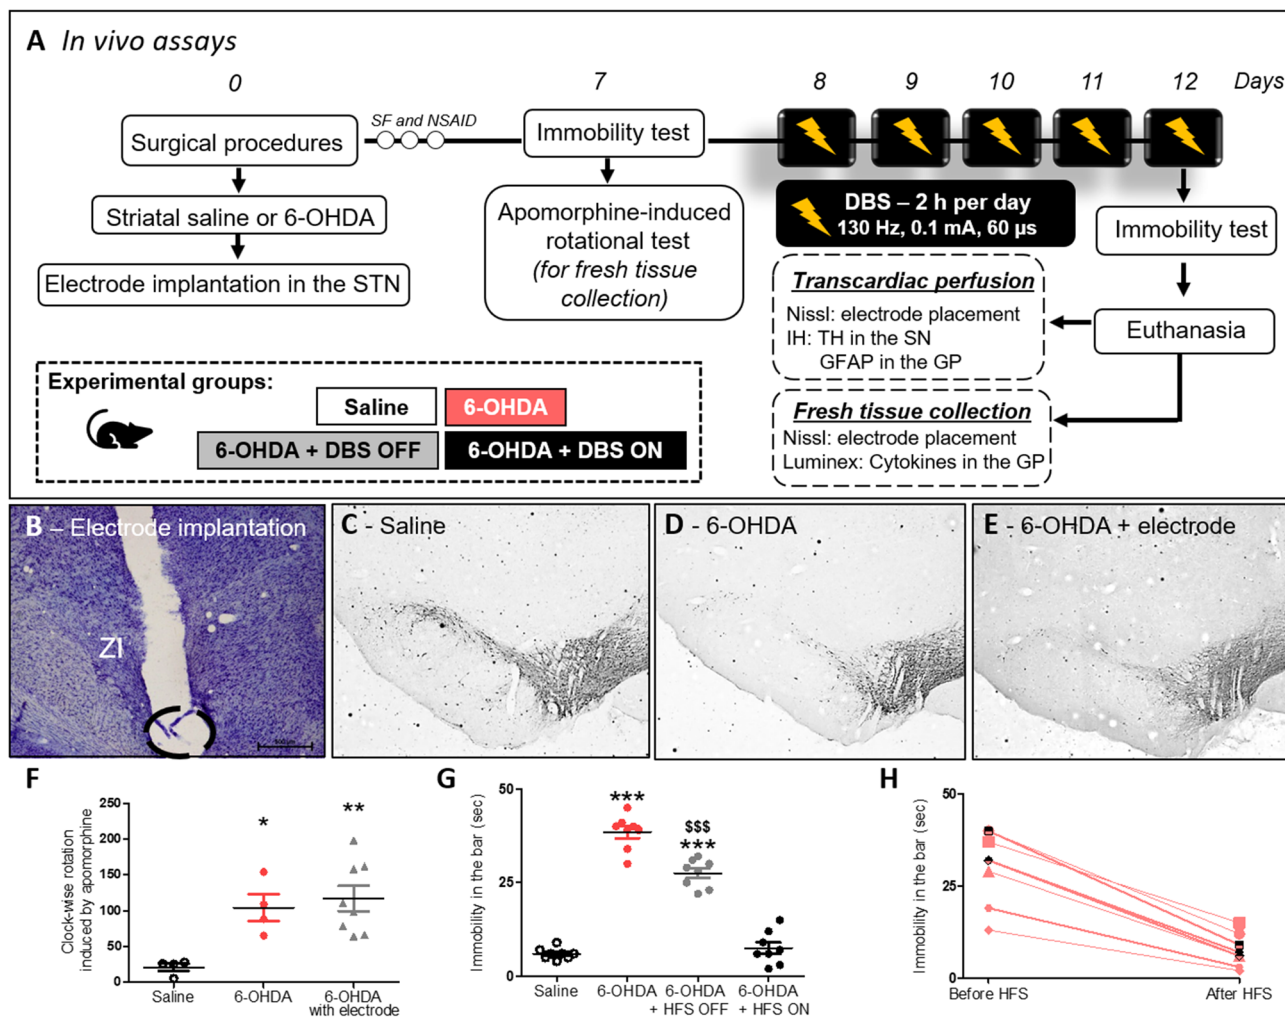 A In vivo assays
0 7 8 9 10 11 12 Days
Surgical procedures
SF and NSAID
Immobility test
Striatal saline or 6-OHDA
Electrode implantation in the STN
Apomorphine-induced
rotational test
(for fresh tissue
collection)
DBS – 2 h per day
130 Hz, 0.1 mA, 60 µs
Immobility test
Euthanasia
Transcardiac perfusion
Nissl: electrode placement
IH: TH in the SN
GFAP in the GP
Fresh tissue collection
Nissl: electrode placement
Luminex: Cytokines in the GP
Experimental groups:
Saline
6-OHDA
6-OHDA + DBS OFF
6-OHDA + DBS ON
B – Electrode implantation
ZI
C - Saline
D - 6-OHDA
E - 6-OHDA + electrode
F
Clock-wise rotation
induced by apomorphine
250
200
150
100
50
0
*
**
Saline
6-OHDA
6-OHDA
with electrode
G
Immobility in the bar (sec)
50
25
0
***
$$$
***
Saline
6-OHDA
6-OHDA
+ HFS OFF
6-OHDA
+ HFS ON
H
Immobility in the bar (sec)
50
25
0
Before HFS
After HFS